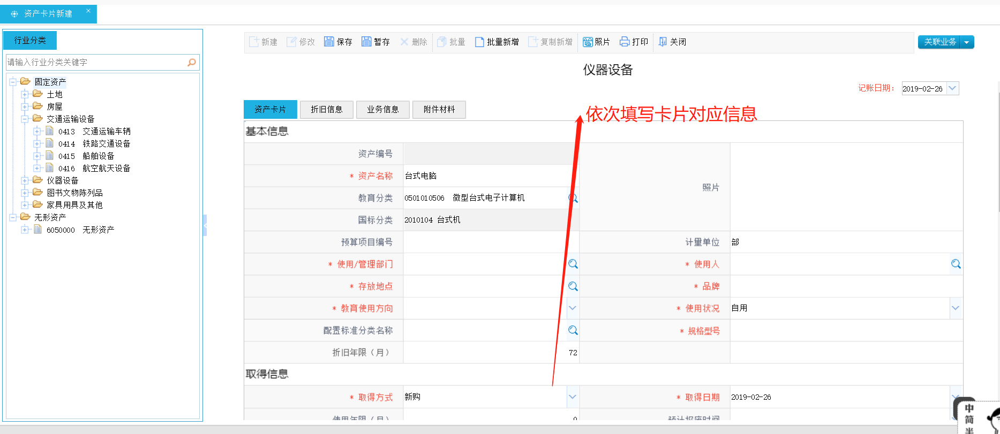 资产卡片新建
行业分类
请输入行业分类关键字
固定资产
土地
房屋
交通运输设备
0413 交通运输车辆
0414 铁路交通设备
0415 船舶设备
0416 航空航天设备
仪器设备
图书文物陈列品
家具用具及其他
无形资产
6050000 无形资产
新建 修改 保存 暂存 删除 批量 批量新增 复制新增 照片 打印 关闭
关联业务
仪器设备
记账日期： 2019-02-26
资产卡片 折旧信息 业务信息 附件材料
依次填写卡片对应信息
基本信息
资产编号
* 资产名称 台式电脑
照片
教育分类 0501010506 微型台式电子计算机
国标分类 2010104 台式机
预算项目编号 计量单位 部
* 使用/管理部门 * 使用人
* 存放地点 * 品牌
* 教育使用方向 * 使用状况 自用
配置标准分类名称 * 规格型号
折旧年限（月） 72
取得信息
* 取得方式 新购 * 取得日期 2019-02-26
使用年限（月） 0 预计报废时间
中
简
半